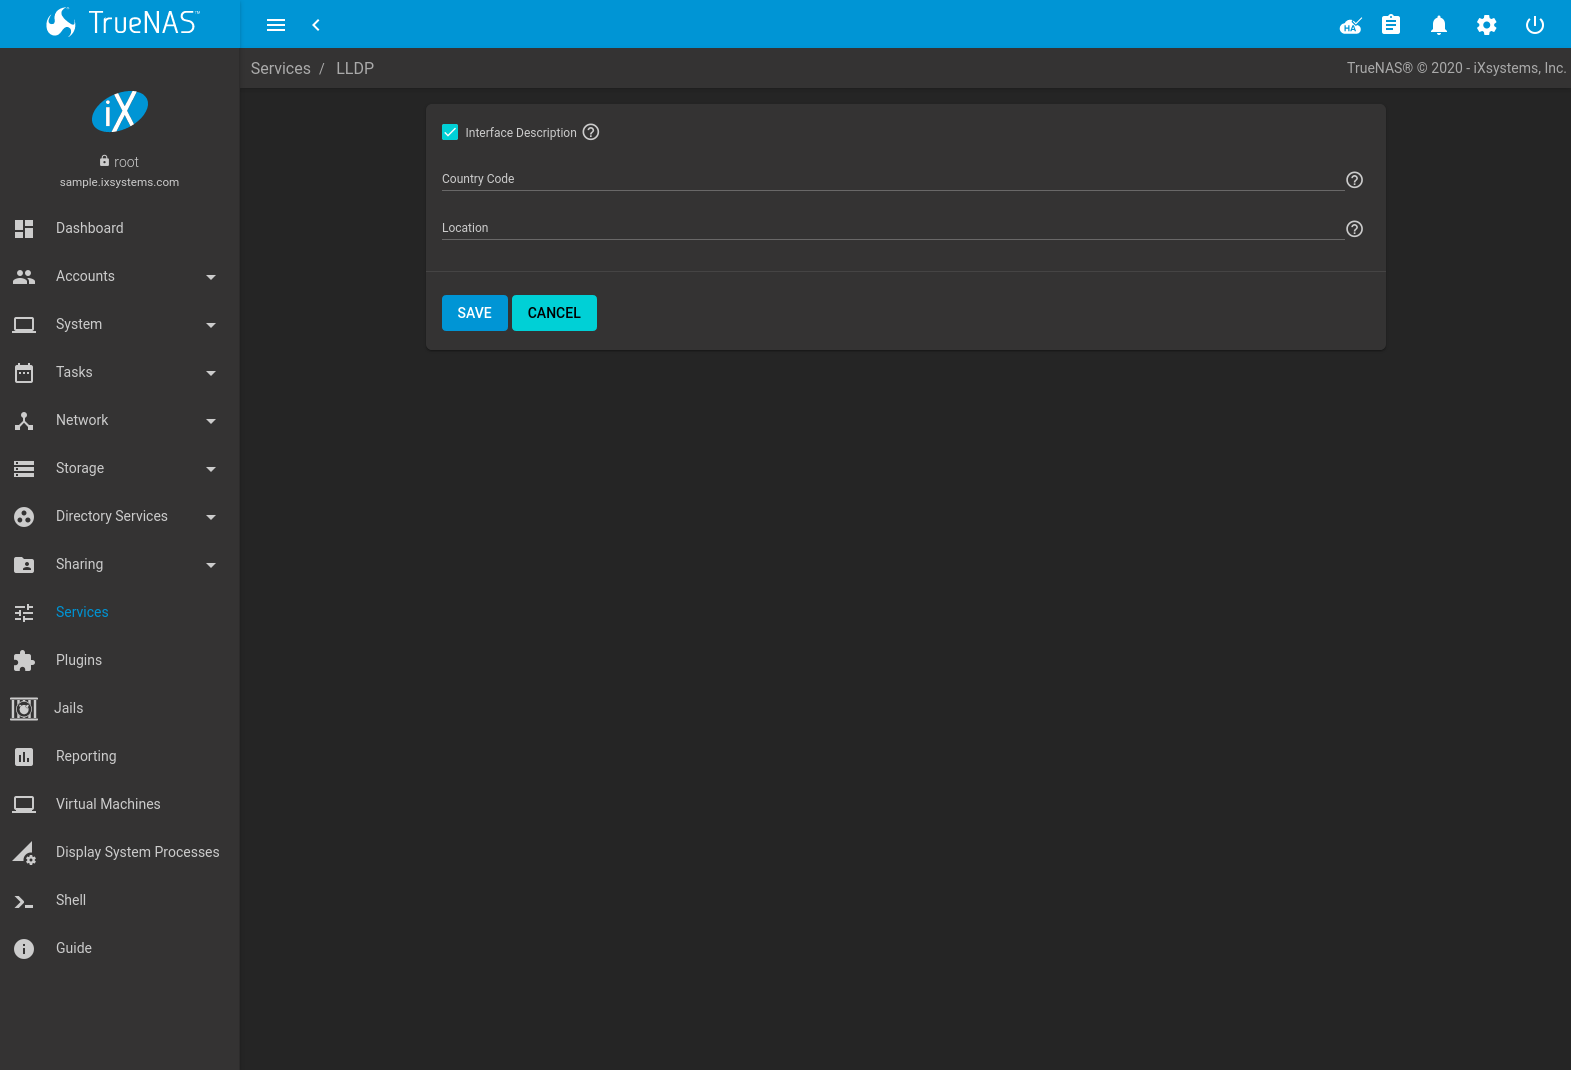 TrueNAS™
HA
Services / LLDP
TrueNAS® © 2020 - iXsystems, Inc.
iX
root
sample.ixsystems.com
Dashboard
Accounts
System
Tasks
Network
Storage
Directory Services
Sharing
Services
Plugins
Jails
Reporting
Virtual Machines
Display System Processes
Shell
Guide
Interface Description
Country Code
Location
SAVE
CANCEL